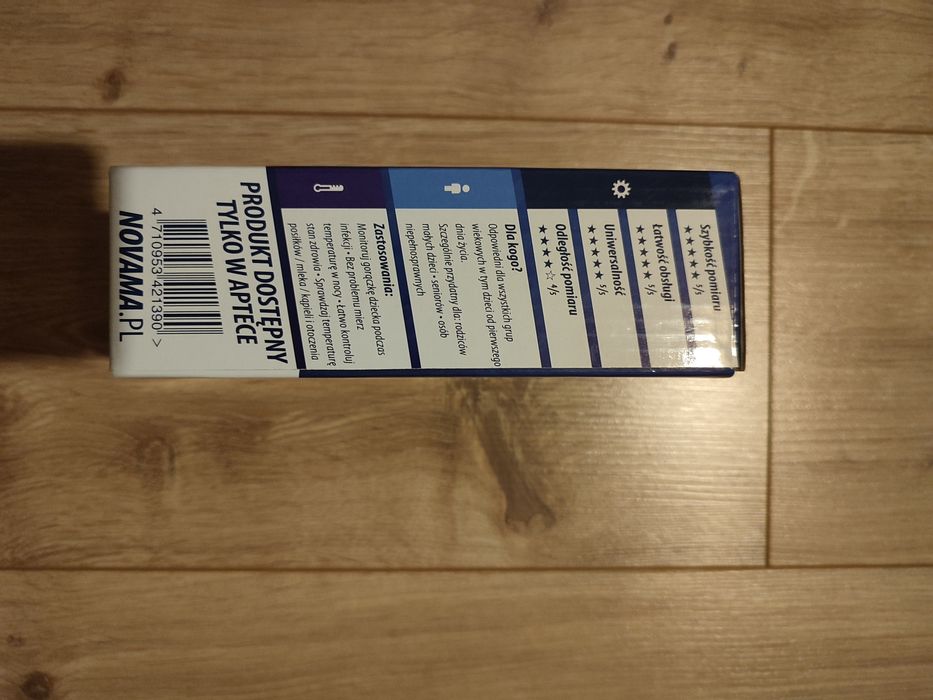 Szybkość pomiaru
★★★★★ 5/5
Łatwość obsługi
★★★★★ 5/5
Uniwersalność
★★★★★ 5/5
Odległość pomiaru
★★★★☆ 4/5
Dla kogo?
Odpowiedni dla wszystkich grup
wiekowych w tym dzieci od pierwszego
dnia życia.
Szczególnie przydatny dla: rodziców
małych dzieci • seniorów • osób
niepełnosprawnych
Zastosowania:
Monitoruj gorączkę dziecka podczas
infekcji • Bez problemu mierz
temperaturę w nocy • Łatwo kontroluj
stan zdrowia • Sprawdzaj temperaturę
posiłków / mleka / kąpieli i otoczenia
PRODUKT DOSTĘPNY
TYLKO W APTECE
4 710953 421390 >
NOVAMA.PL